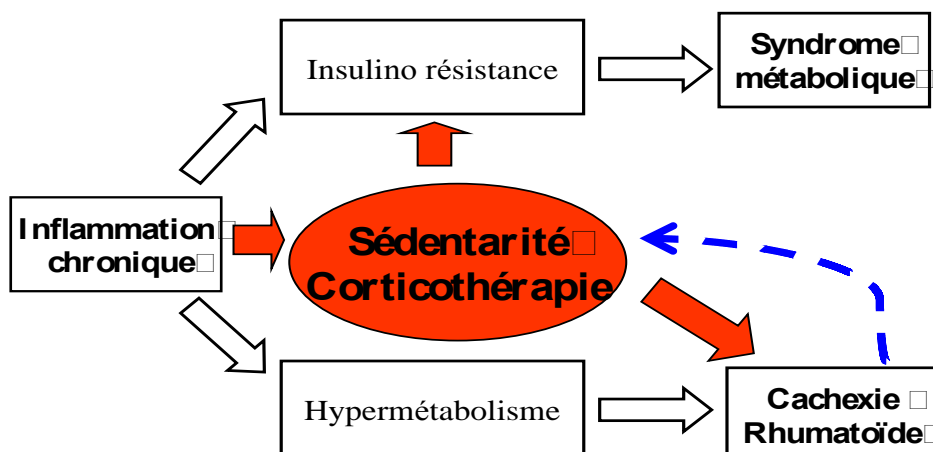 Insulino résistance
Syndrome
métabolique
Inflammation
chronique
Sédentarité
Corticothérapie
Hypermétabolisme
Cachexie
Rhumatoïde